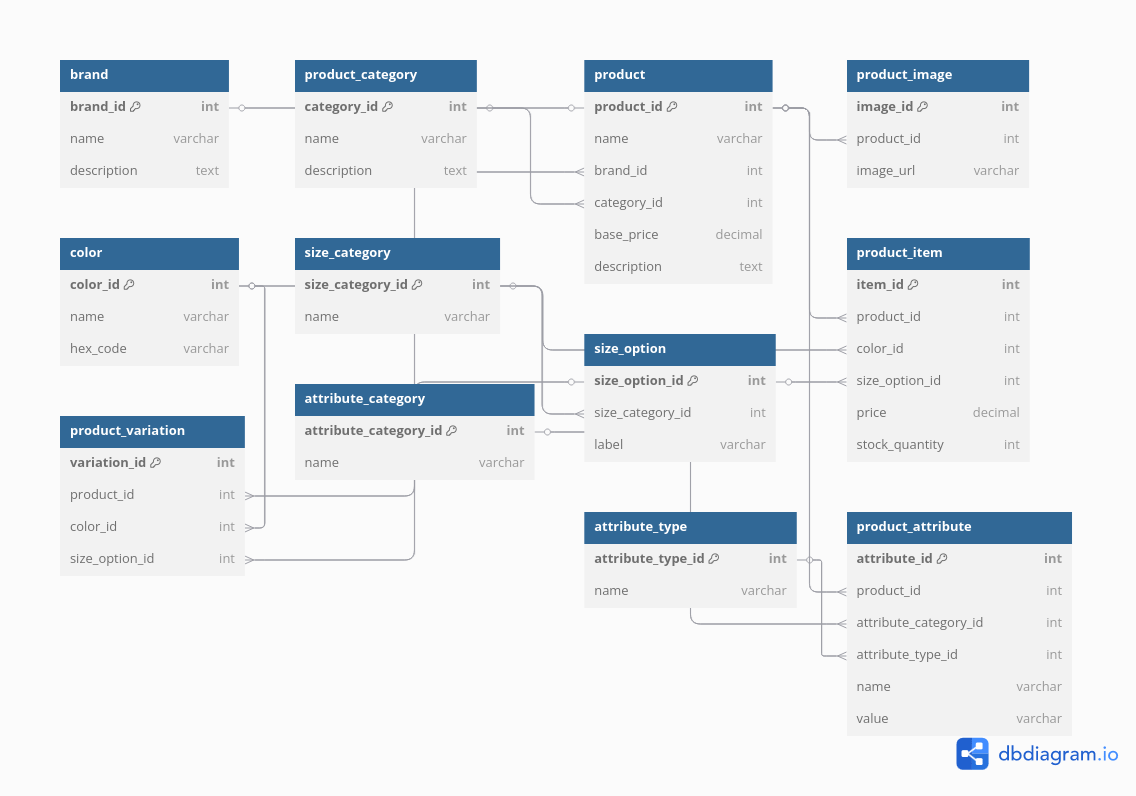 brand
brand_id int
name varchar
description text
product_category
category_id int
name varchar
description text
product
product_id int
name varchar
brand_id int
category_id int
base_price decimal
description text
product_image
image_id int
product_id int
image_url varchar
color
color_id int
name varchar
hex_code varchar
size_category
size_category_id int
name varchar
product_item
item_id int
product_id int
color_id int
size_option_id int
price decimal
stock_quantity int
size_option
size_option_id int
size_category_id int
label varchar
attribute_category
attribute_category_id int
name varchar
product_variation
variation_id int
product_id int
color_id int
size_option_id int
attribute_type
attribute_type_id int
name varchar
product_attribute
attribute_id int
product_id int
attribute_category_id int
attribute_type_id int
name varchar
value varchar
dbdiagram.io